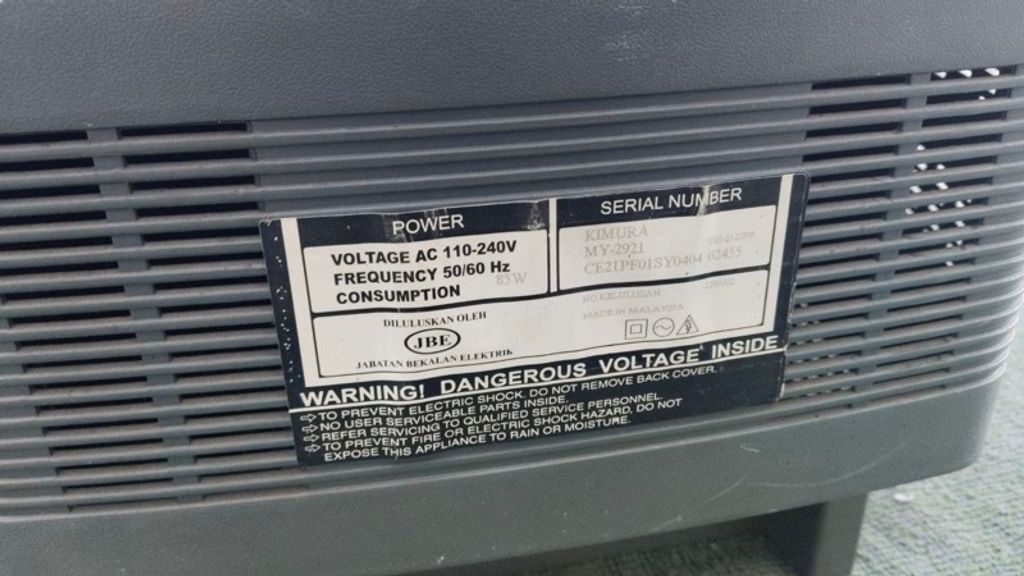 POWER
VOLTAGE AC 110-240V
FREQUENCY 50/60 Hz
CONSUMPTION 85W
SERIAL NUMBER
KIMURA
MY-2921
CE21PF01SY0404 02455
DILULUSKAN OLEH
JBE
JABATAN BEKALAN ELEKTRIK
NO KELULUSAN
MADE IN MALAYSIA
WARNING! DANGEROUS VOLTAGE INSIDE
⇨ TO PREVENT ELECTRIC SHOCK, DO NOT REMOVE BACK COVER.
⇨ NO USER SERVICEABLE PARTS INSIDE.
⇨ REFER SERVICING TO QUALIFIED SERVICE PERSONNEL.
⇨ TO PREVENT FIRE OR ELECTRIC SHOCK HAZARD, DO NOT
EXPOSE THIS APPLIANCE TO RAIN OR MOISTURE.